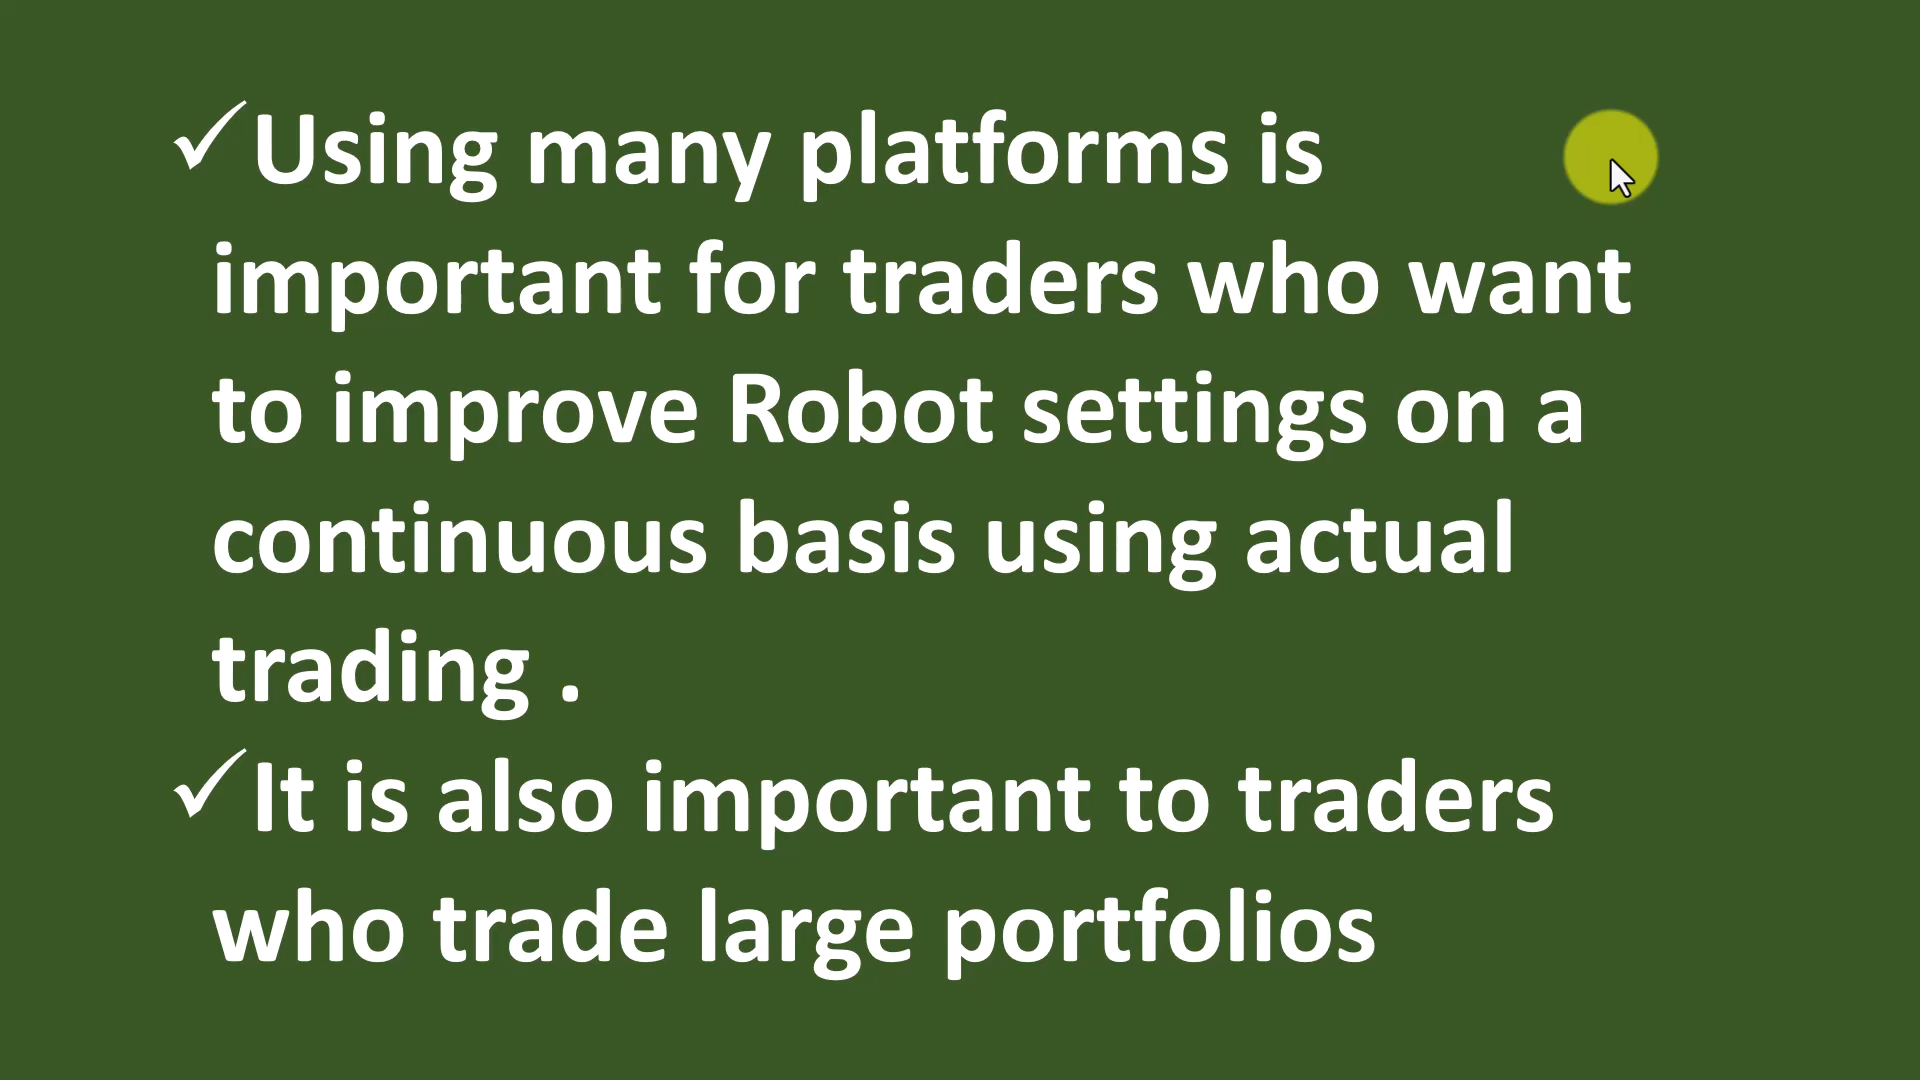 ✓Using many platforms is
important for traders who want
to improve Robot settings on a
continuous basis using actual
trading .
✓It is also important to traders
who trade large portfolios